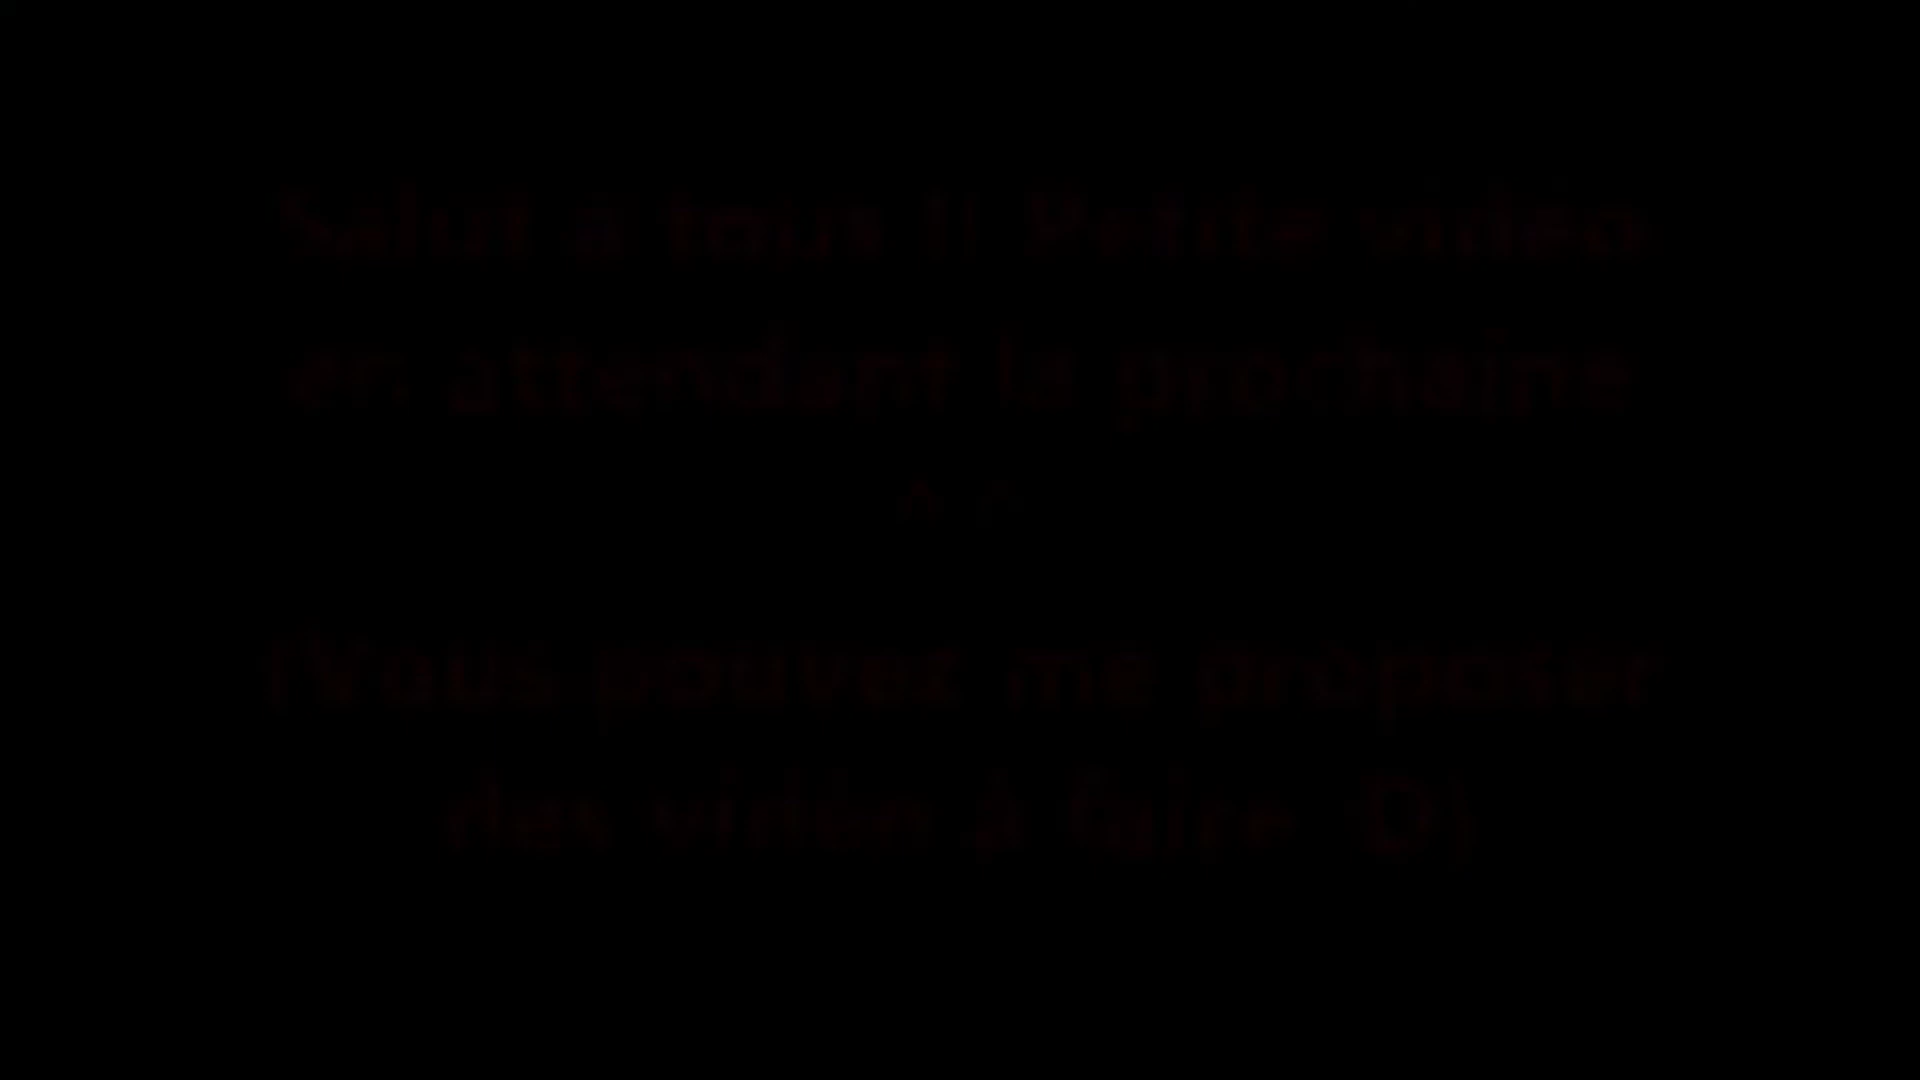 Salut à tous !! Petite vidéo
en attendant la prochaine
^^
(Vous pouvez me proposer
des vidéo à faire :D)